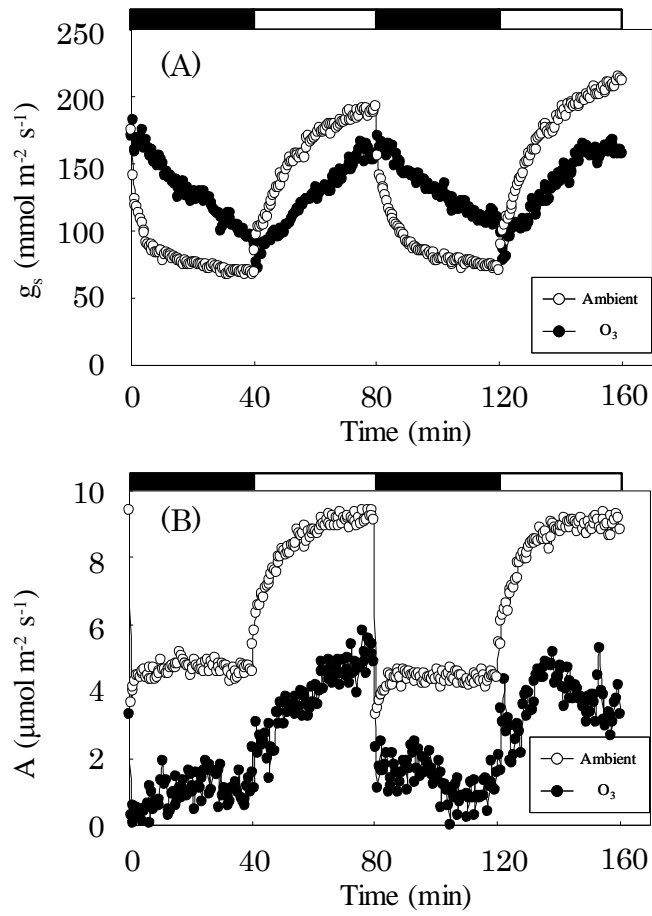 (A)
250
200
150
100
50
0
gs (mmol m-2 s-1)
Ambient
O3
0 40 80 120 160
Time (min)
(B)
10
8
6
4
2
0
A (μmol m-2 s-1)
Ambient
O3
0 40 80 120 160
Time (min)